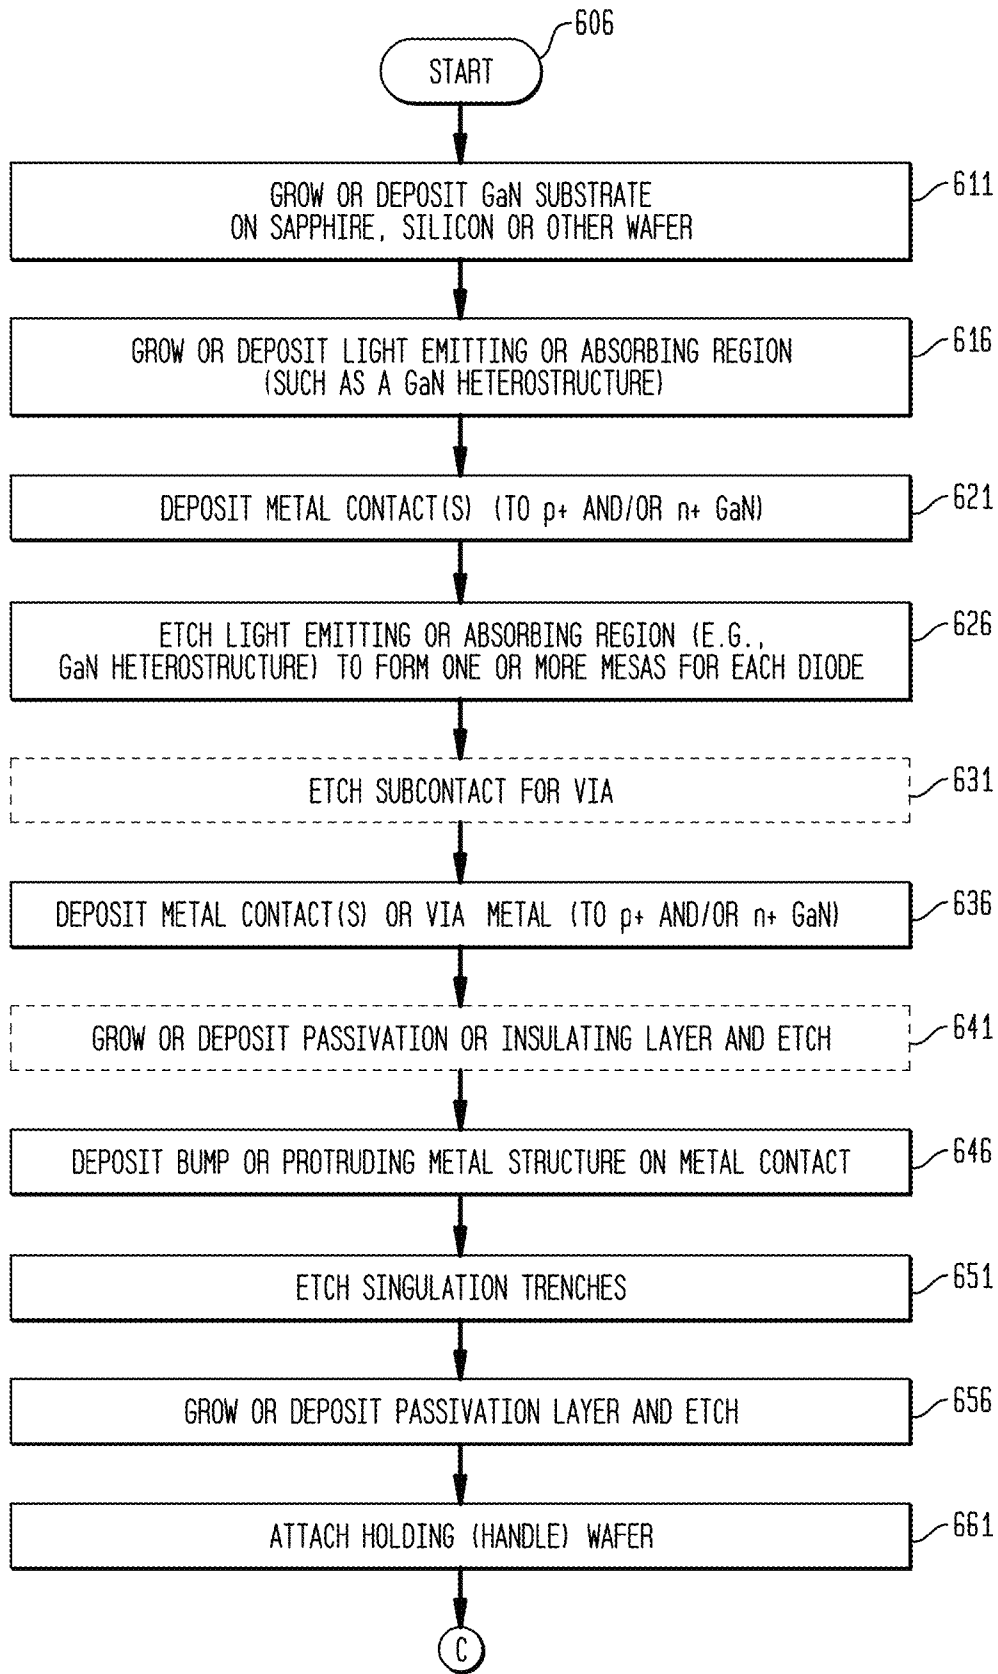 606
START
GROW OR DEPOSIT GaN SUBSTRATE
ON SAPPHIRE, SILICON OR OTHER WAFER
611
GROW OR DEPOSIT LIGHT EMITTING OR ABSORBING REGION
(SUCH AS A GaN HETEROSTRUCTURE)
616
DEPOSIT METAL CONTACT(S) (TO p+ AND/OR n+ GaN)
621
ETCH LIGHT EMITTING OR ABSORBING REGION (E.G.,
GaN HETEROSTRUCTURE) TO FORM ONE OR MORE MESAS FOR EACH DIODE
626
ETCH SUBCONTACT FOR VIA
631
DEPOSIT METAL CONTACT(S) OR VIA METAL (TO p+ AND/OR n+ GaN)
636
GROW OR DEPOSIT PASSIVATION OR INSULATING LAYER AND ETCH
641
DEPOSIT BUMP OR PROTRUDING METAL STRUCTURE ON METAL CONTACT
646
ETCH SINGULATION TRENCHES
651
GROW OR DEPOSIT PASSIVATION LAYER AND ETCH
656
ATTACH HOLDING (HANDLE) WAFER
661
C